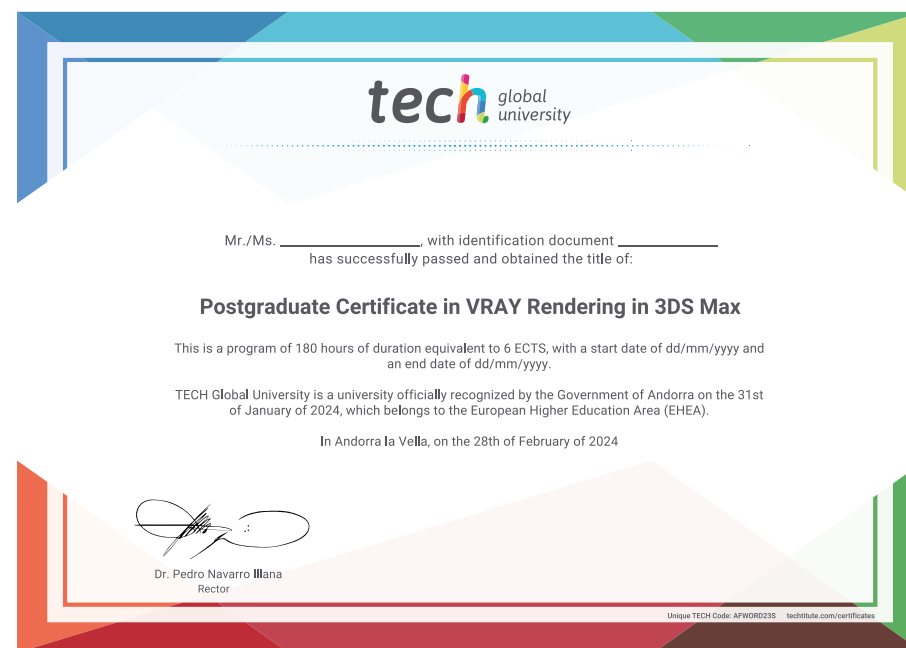 tech global
university
Mr./Ms. ____________________, with identification document ______________
has successfully passed and obtained the title of:
Postgraduate Certificate in VRAY Rendering in 3DS Max
This is a program of 180 hours of duration equivalent to 6 ECTS, with a start date of dd/mm/yyyy and
an end date of dd/mm/yyyy.
TECH Global University is a university officially recognized by the Government of Andorra on the 31st
of January of 2024, which belongs to the European Higher Education Area (EHEA).
In Andorra la Vella, on the 28th of February of 2024
Dr. Pedro Navarro Illana
Rector
Unique TECH Code: AFWORD23S techtitute.com/certificates